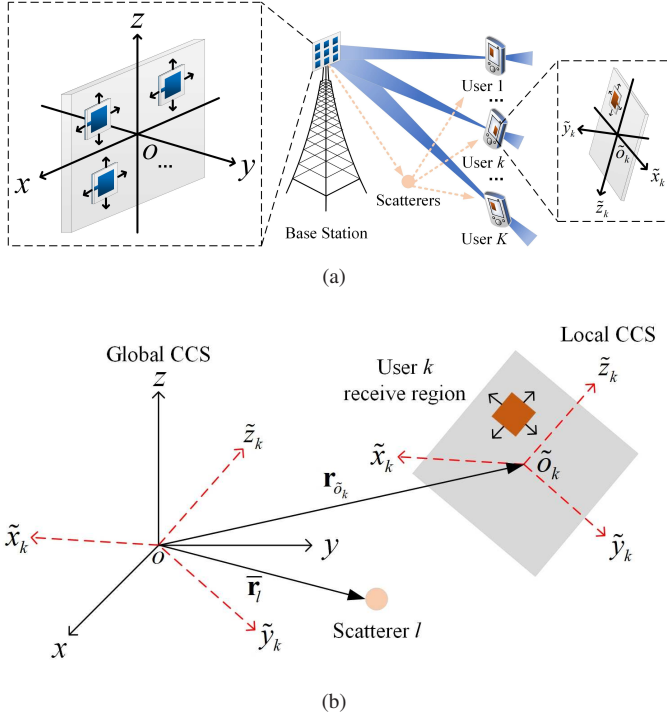 z
o
...
x
y
User 1
...
User k
...
User K
Scatterers
Base Station
ỹ_k
õ_k
x̃_k
z̃_k
(a)
Global CCS
Local CCS
User k
receive region
z
z̃_k
z̃_k
x̃_k
õ_k
r_õ_k
x̃_k
o
y
ỹ_k
r̄_l
ỹ_k
x
Scatterer l
(b)